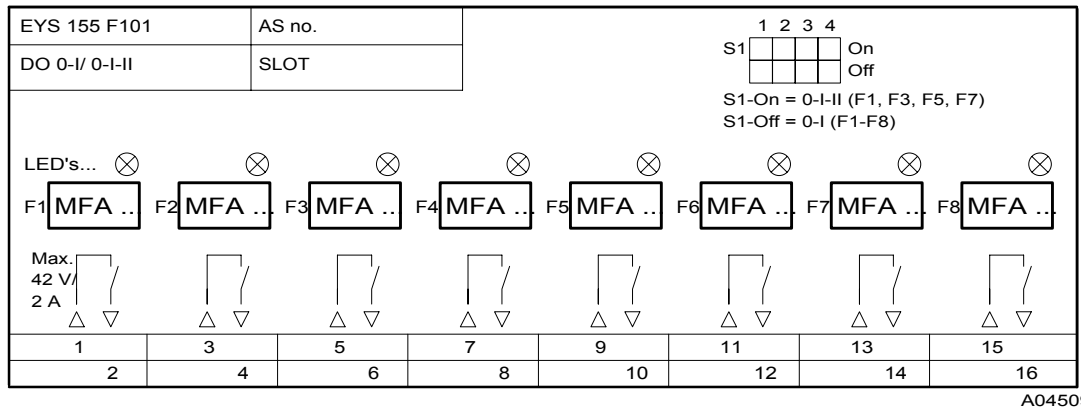 EYS 155 F101 AS no.
DO 0-I/ 0-I-II SLOT
1 2 3 4
S1 On
Off
S1-On = 0-I-II (F1, F3, F5, F7)
S1-Off = 0-I (F1-F8)
LED's...
F1 MFA ... F2 MFA ... F3 MFA ... F4 MFA ... F5 MFA ... F6 MFA ... F7 MFA ... F8 MFA ...
Max.
42 V/
2 A
1 3 5 7 9 11 13 15
2 4 6 8 10 12 14 16